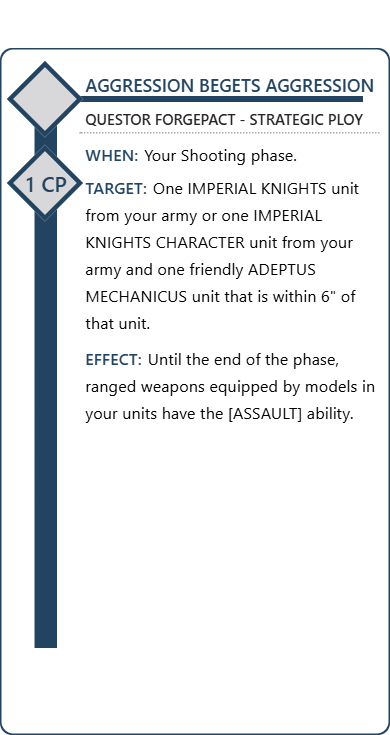 AGGRESSION BEGETS AGGRESSION
QUESTOR FORGEPACT - STRATEGIC PLOY
1 CP
WHEN: Your Shooting phase.
TARGET: One IMPERIAL KNIGHTS unit
from your army or one IMPERIAL
KNIGHTS CHARACTER unit from your
army and one friendly ADEPTUS
MECHANICUS unit that is within 6" of
that unit.
EFFECT: Until the end of the phase,
ranged weapons equipped by models in
your units have the [ASSAULT] ability.